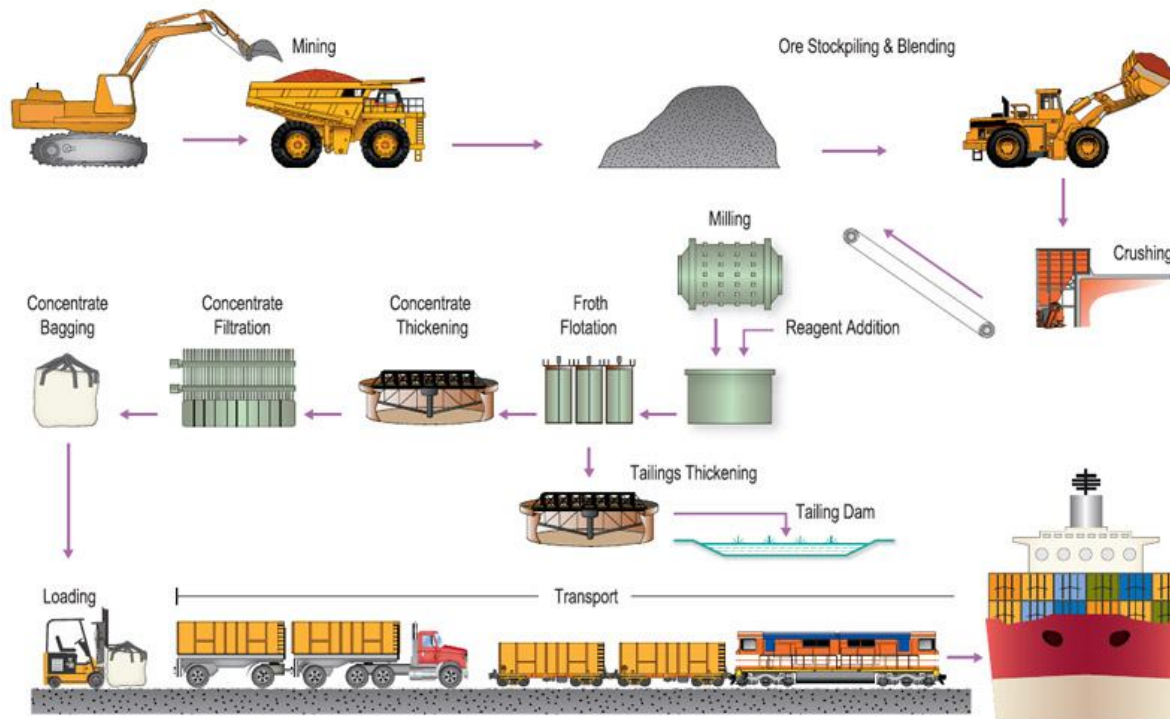 Mining
Ore Stockpiling & Blending
Milling
Crushing
Concentrate
Bagging
Concentrate
Filtration
Concentrate
Thickening
Froth
Flotation
Reagent Addition
Tailings Thickening
Tailing Dam
Loading
Transport